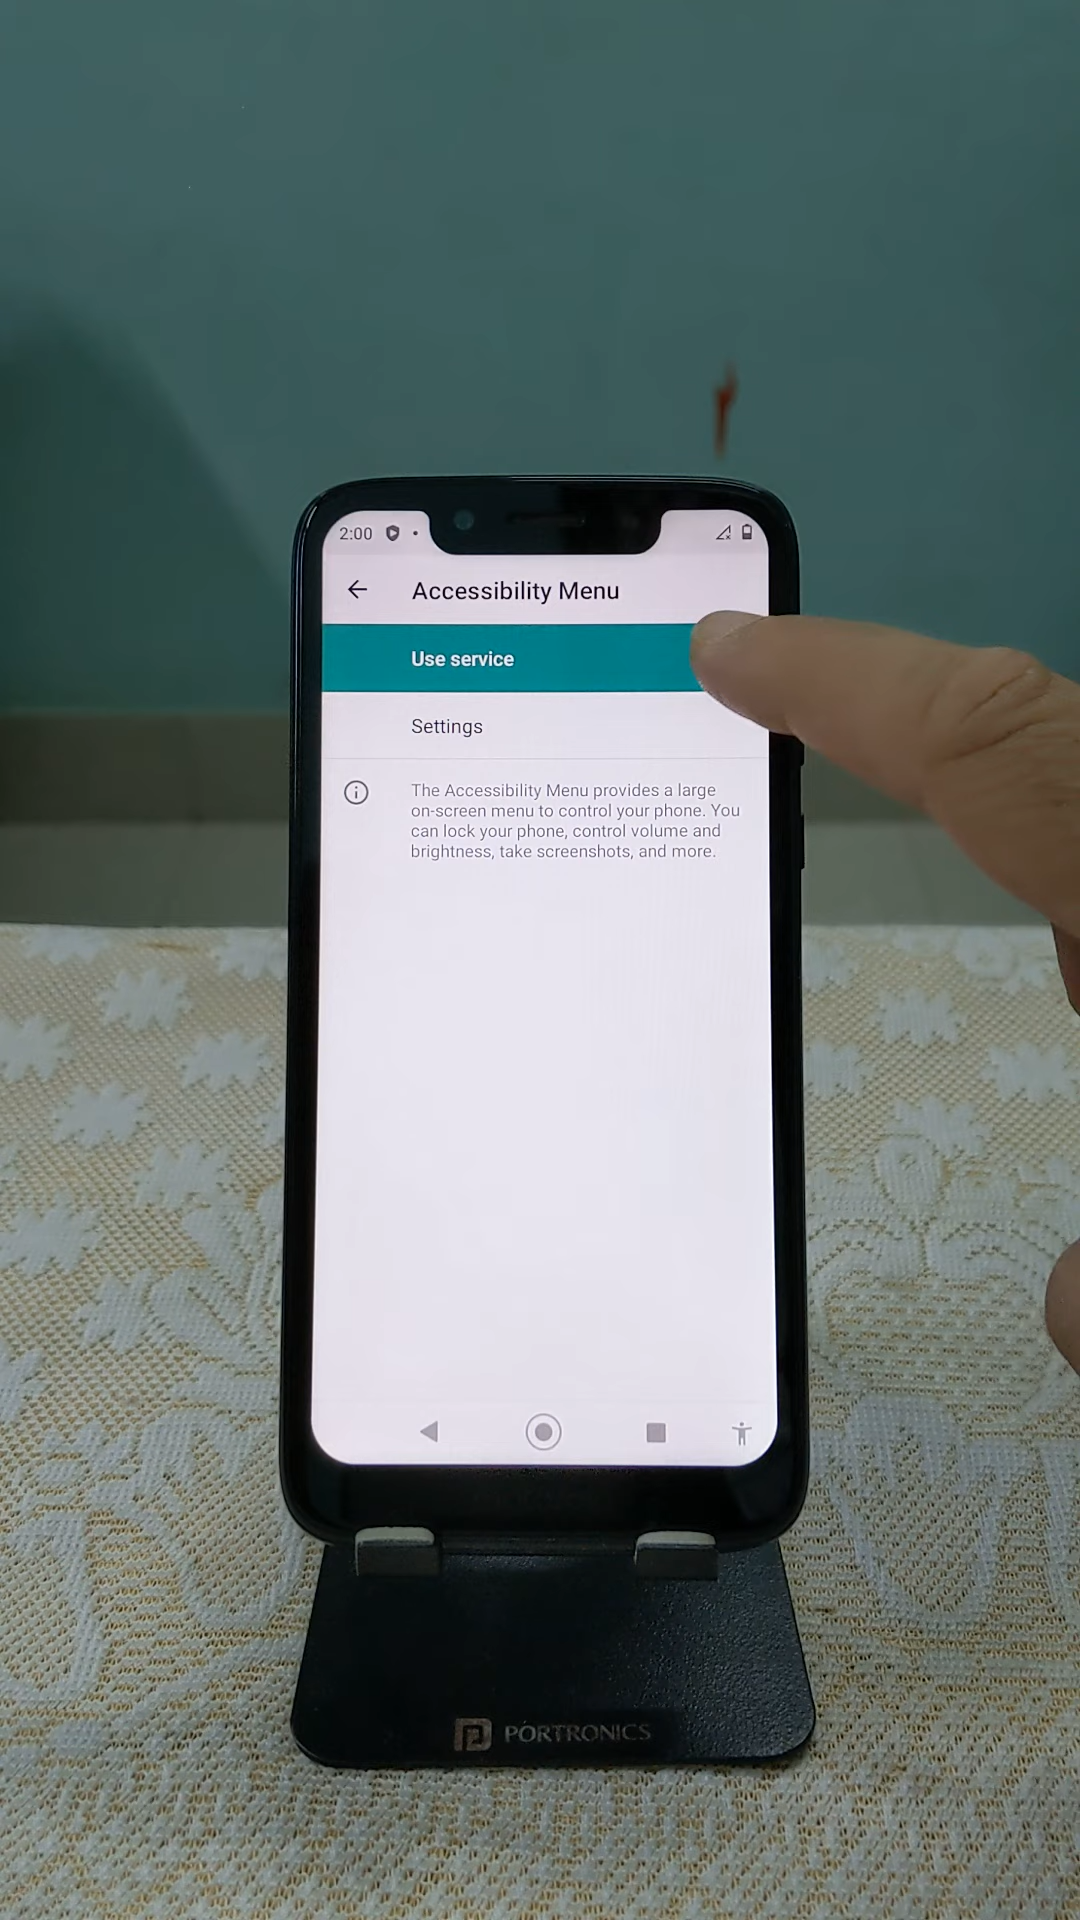 2:00
Accessibility Menu
Use service
Settings
The Accessibility Menu provides a large
on-screen menu to control your phone. You
can lock your phone, control volume and
brightness, take screenshots, and more.
PORTRONICS